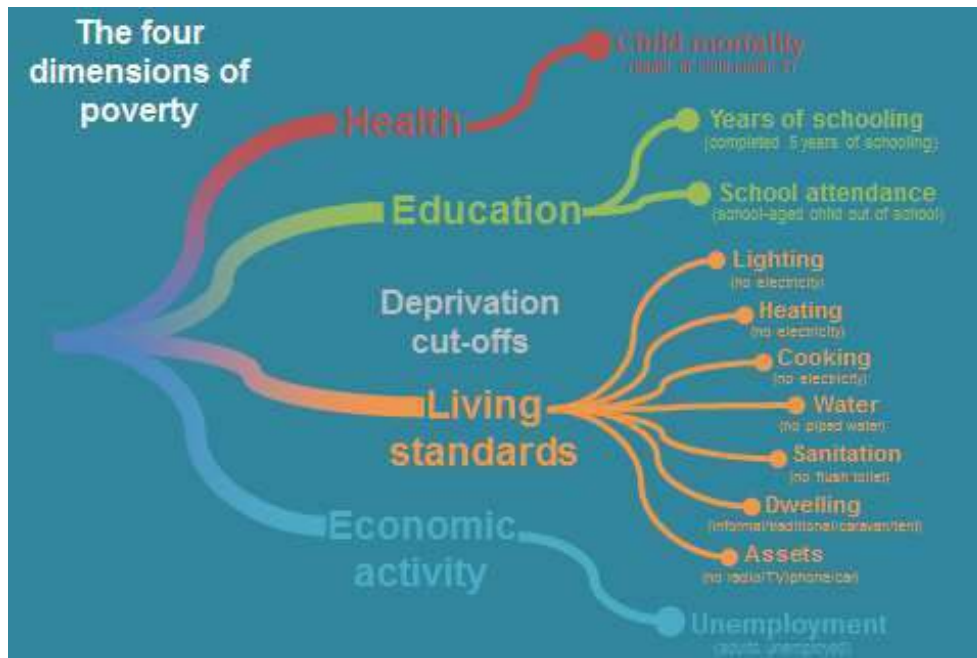 The four
dimensions of
poverty
Health
Child mortality
Education
Years of schooling
(completed 5 years of schooling)
School attendance
(school-aged child out of school)
Deprivation
cut-offs
Living
standards
Lighting
(no electricity)
Heating
(no electricity)
Cooking
(no electricity)
Water
(no piped water)
Sanitation
(no flush toilet)
Dwelling
(informal/traditional/caravan/tent)
Assets
(no radio/TV/phone/car)
Economic
activity
Unemployment
(adults unemployed)